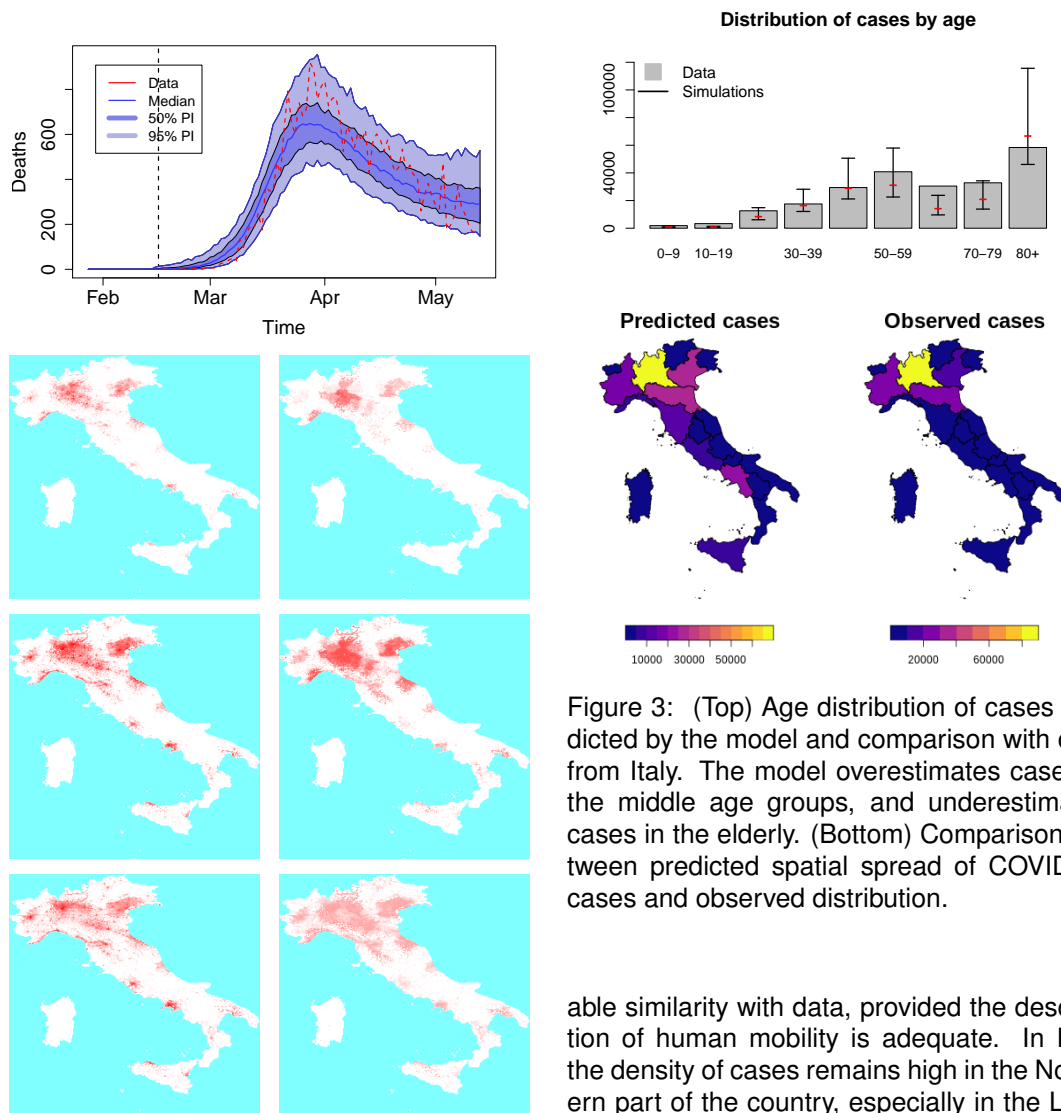 Deaths
0
200
600
Data
Median
50% PI
95% PI
Feb
Mar
Apr
May
Time
Distribution of cases by age
0
40000
100000
Data
Simulations
0−9
10−19
30−39
50−59
70−79
80+
Predicted cases
Observed cases
10000
30000
50000
20000
60000
Figure 3: (Top) Age distribution of cases
dicted by the model and comparison with
from Italy. The model overestimates case
the middle age groups, and underestima
cases in the elderly. (Bottom) Comparison
tween predicted spatial spread of COVID
cases and observed distribution.
able similarity with data, provided the desc
tion of human mobility is adequate. In
the density of cases remains high in the No
ern part of the country, especially in the L